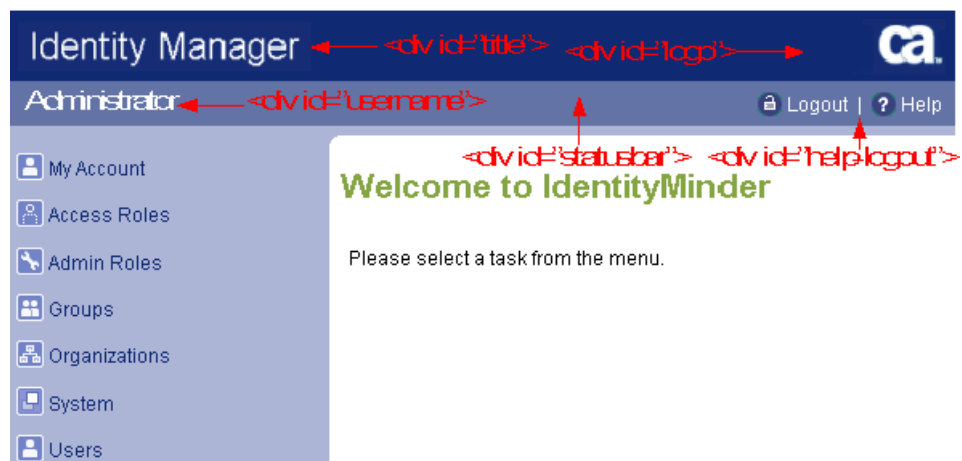 Identity Manager <div id="title"> <div id="logo"> ca.
Administrator <div id="username"> Logout | Help
<div id="statusbar"> <div id="help-logout">
My Account
Welcome to IdentityMinder
Access Roles
Admin Roles Please select a task from the menu.
Groups
Organizations
System
Users